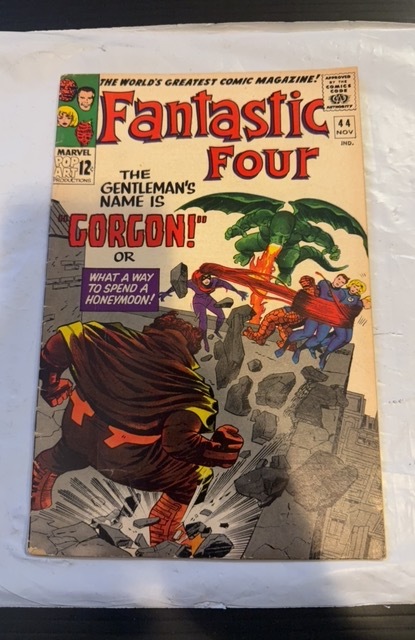 THE WORLD'S GREATEST COMIC MAGAZINE!
Fantastic
Four
APPROVED
BY THE
COMICS
CODE
AUTHORITY
44
NOV
IND.
MARVEL
POP
ART
PRODUCTIONS
12¢
THE
GENTLEMAN'S
NAME IS
"GORGON!"
OR
WHAT A WAY
TO SPEND A
HONEYMOON!